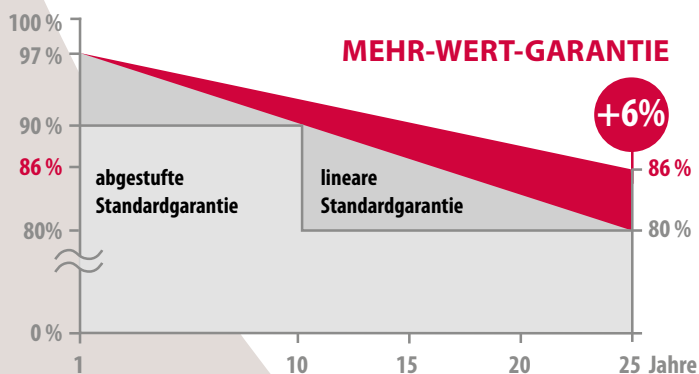 100 %
97 %
MEHR-WERT-GARANTIE
+6%
90 %
86 %
abgestufte
Standardgarantie
lineare
Standardgarantie
86 %
80%
80 %
0 %
1
10
15
20
25 Jahre